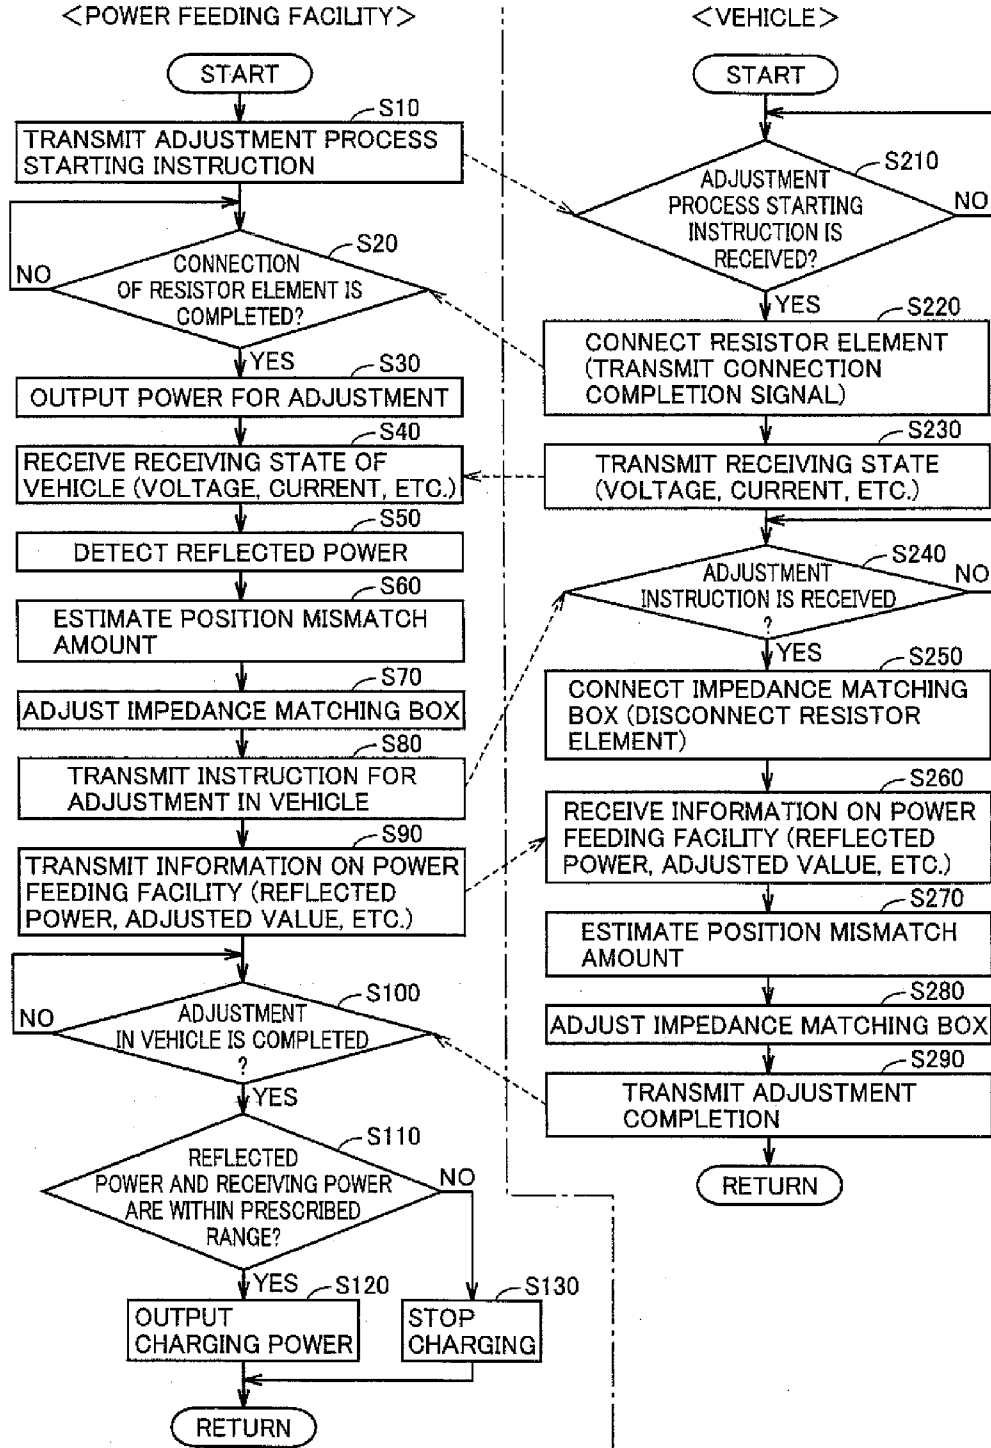 <POWER FEEDING FACILITY>
START
S10
TRANSMIT ADJUSTMENT PROCESS
STARTING INSTRUCTION
S20
CONNECTION
OF RESISTOR ELEMENT IS
COMPLETED?
NO
YES
S30
OUTPUT POWER FOR ADJUSTMENT
S40
RECEIVE RECEIVING STATE OF
VEHICLE (VOLTAGE, CURRENT, ETC.)
S50
DETECT REFLECTED POWER
S60
ESTIMATE POSITION MISMATCH
AMOUNT
S70
ADJUST IMPEDANCE MATCHING BOX
S80
TRANSMIT INSTRUCTION FOR
ADJUSTMENT IN VEHICLE
S90
TRANSMIT INFORMATION ON POWER
FEEDING FACILITY (REFLECTED
POWER, ADJUSTED VALUE, ETC.)
S100
ADJUSTMENT
IN VEHICLE IS COMPLETED
?
NO
YES
S110
REFLECTED
POWER AND RECEIVING POWER
ARE WITHIN PRESCRIBED
RANGE?
NO
YES
S120
OUTPUT
CHARGING POWER
S130
STOP
CHARGING
RETURN
<VEHICLE>
START
S210
ADJUSTMENT
PROCESS STARTING
INSTRUCTION IS
RECEIVED?
NO
YES
S220
CONNECT RESISTOR ELEMENT
(TRANSMIT CONNECTION
COMPLETION SIGNAL)
S230
TRANSMIT RECEIVING STATE
(VOLTAGE, CURRENT, ETC.)
S240
ADJUSTMENT
INSTRUCTION IS RECEIVED
?
NO
YES
S250
CONNECT IMPEDANCE MATCHING
BOX (DISCONNECT RESISTOR
ELEMENT)
S260
RECEIVE INFORMATION ON POWER
FEEDING FACILITY (REFLECTED
POWER, ADJUSTED VALUE, ETC.)
S270
ESTIMATE POSITION MISMATCH
AMOUNT
S280
ADJUST IMPEDANCE MATCHING BOX
S290
TRANSMIT ADJUSTMENT
COMPLETION
RETURN